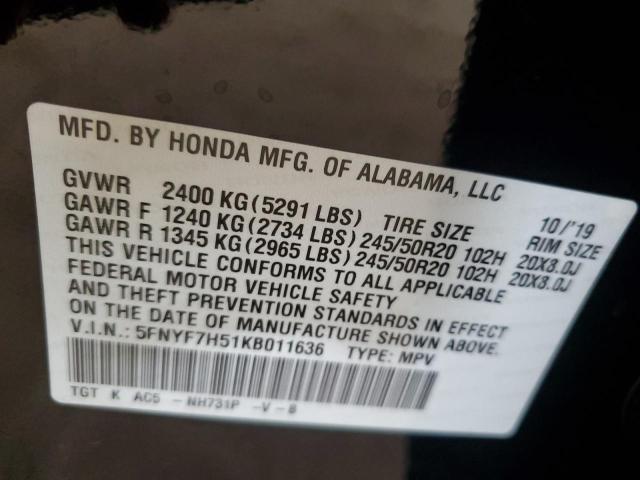 MFD. BY HONDA MFG. OF ALABAMA, LLC
10/'19
GVWR 2400 KG (5291 LBS) TIRE SIZE RIM SIZE
GAWR F 1240 KG (2734 LBS) 245/50R20 102H 20X8.0J
GAWR R 1345 KG (2965 LBS) 245/50R20 102H 20X8.0J
THIS VEHICLE CONFORMS TO ALL APPLICABLE
FEDERAL MOTOR VEHICLE SAFETY
AND THEFT PREVENTION STANDARDS IN EFFECT
ON THE DATE OF MANUFACTURE SHOWN ABOVE.
V.I.N.: 5FNYF7H51KB011636 TYPE: MPV
TGT K AC5 -NH731P -V-8